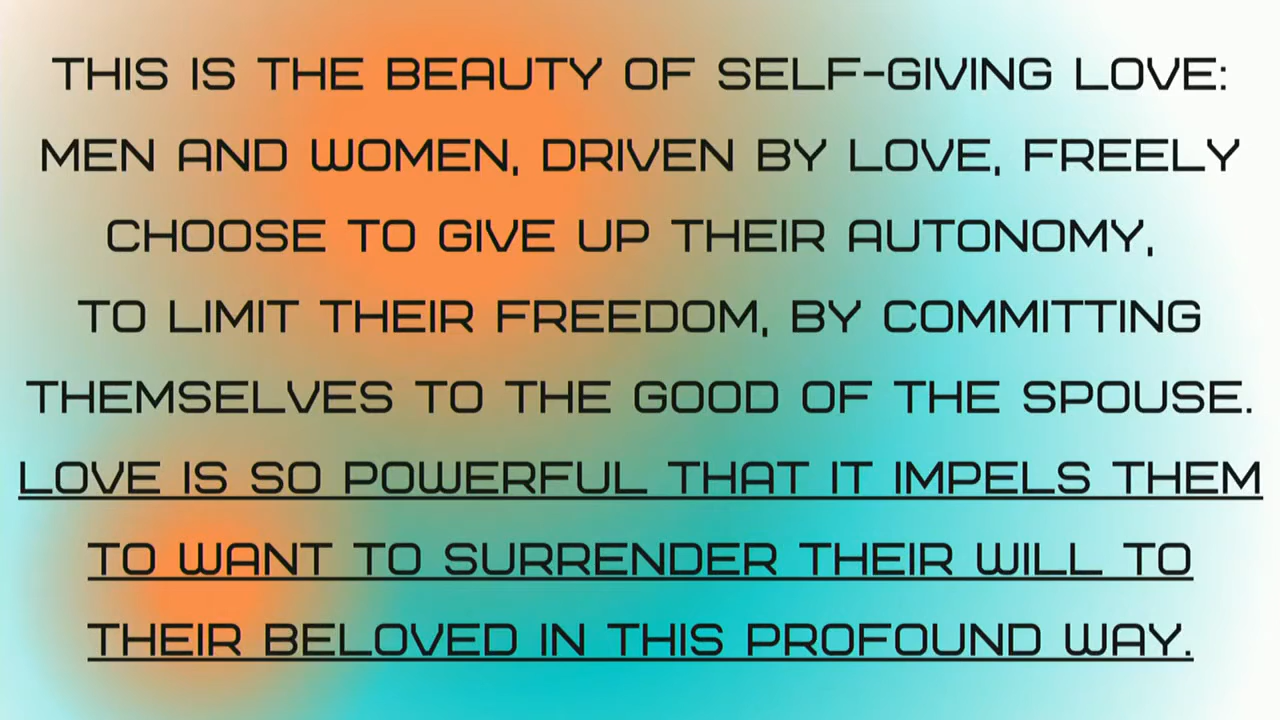 THIS IS THE BEAUTY OF SELF-GIVING LOVE:
MEN AND WOMEN, DRIVEN BY LOVE, FREELY
CHOOSE TO GIVE UP THEIR AUTONOMY,
TO LIMIT THEIR FREEDOM, BY COMMITTING
THEMSELVES TO THE GOOD OF THE SPOUSE.
LOVE IS SO POWERFUL THAT IT IMPELS THEM
TO WANT TO SURRENDER THEIR WILL TO
THEIR BELOVED IN THIS PROFOUND WAY.